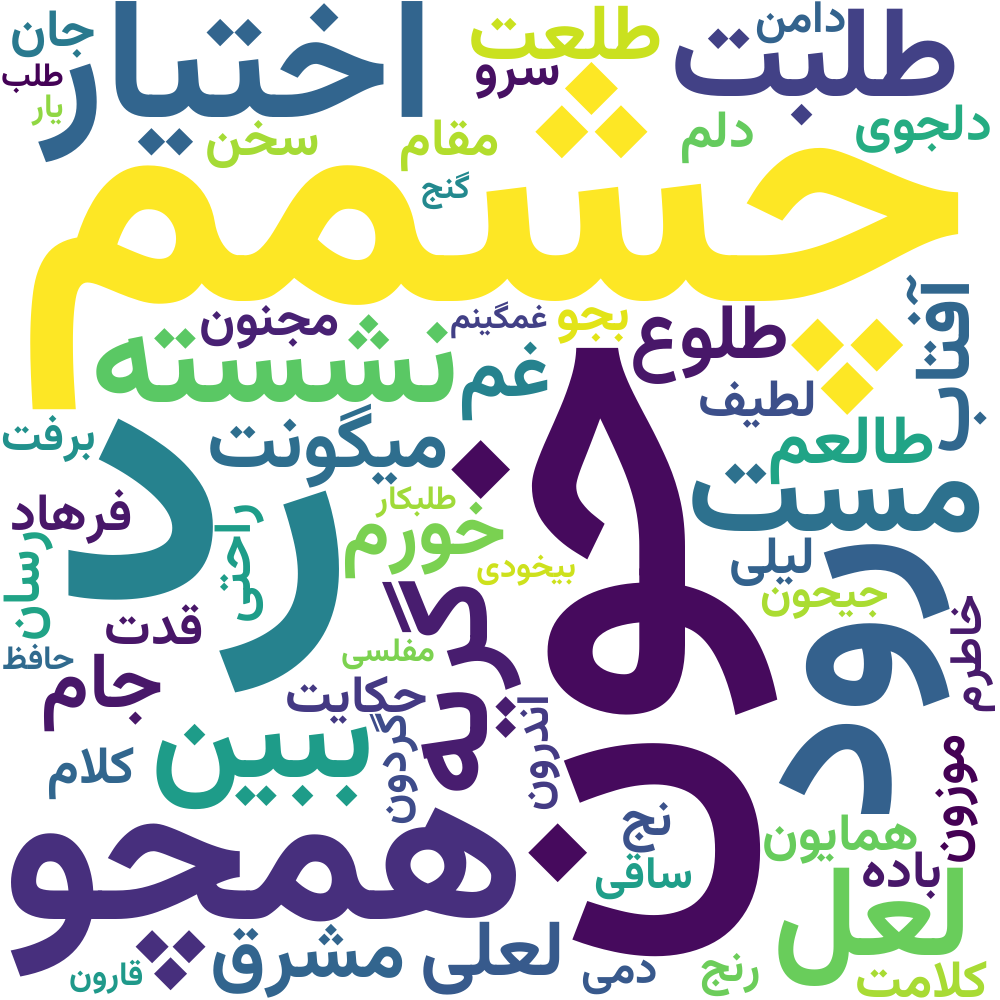 طلبت
دامن
طلعت
سرو
اختیار
جان
طلب
یار
دلجوی
دلم
مقام
سخن
گنج
چشمم
آفتاب
طلوع
بجو
غمگینم
مجنون
نشسته
غم
لطیف
طالعم
میگونت
برفت
مست
خون
رد
طلبکار
خورم
فرهاد
راحتی
رسان
لیلی
بیخودی
جیحون
رود
خاطرم
گریه
قدت
مفلسی
حافظ
جام
حکایت
اندرون
گردون
ببین
کلام
موزون
نج
همایون
باده
ساقی
همچو
لعل
لعلی
مشرق
قارون
دمی
رنج
کلامت